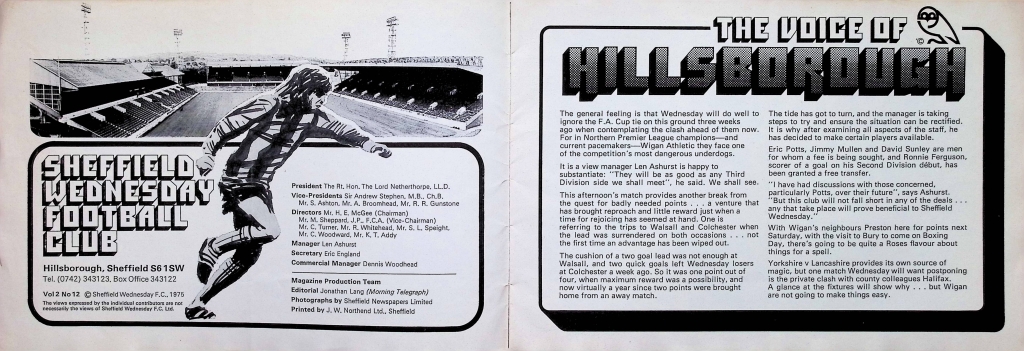 SHEFFIELD
WEDNESDAY
FOOTBALL
CLUB
Hillsborough, Sheffield S6 1SW
Tel. (0742) 343123, Box Office 343122
Vol 2 No 12 © Sheffield Wednesday F.C., 1975
The views expressed by the individual contributors are not
necessarily the views of Sheffield Wednesday F.C. Ltd.
President The Rt. Hon. The Lord Netherthorpe, LL.D.
Vice-Presidents Sir Andrew Stephen, M.B., Ch.B.
Mr. S. Ashton, Mr. A. Broomhead, Mr. R. R. Gunstone
Directors Mr. H. E. McGee (Chairman)
Mr. M. Sheppard, J.P., F.C.A. (Vice-Chairman)
Mr. C. Turner, Mr. R. Whitehead, Mr. S. L. Speight,
Mr. C. Woodward, Mr. K. T. Addy
Manager Len Ashurst
Secretary Eric England
Commercial Manager Dennis Woodhead
Magazine Production Team
Editorial Jonathan Lang (Morning Telegraph)
Photographs by Sheffield Newspapers Limited
Printed by J. W. Northend Ltd., Sheffield
THE VOICE OF
©
HILLSBOROUGH
The general feeling is that Wednesday will do well to
ignore the F.A. Cup tie on this ground three weeks
ago when contemplating the clash ahead of them now.
For in Northern Premier League champions—and
current pacemakers—Wigan Athletic they face one
of the competition's most dangerous underdogs.
It is a view manager Len Ashurst is happy to
substantiate: "They will be as good as any Third
Division side we shall meet", he said. We shall see.
This afternoon's match provides another break from
the quest for badly needed points . . . a venture that
has brought reproach and little reward just when a
time for rejoicing has seemed at hand. One is
referring to the trips to Walsall and Colchester when
the lead was surrendered on both occasions . . . not
the first time an advantage has been wiped out.
The cushion of a two goal lead was not enough at
Walsall, and two quick goals left Wednesday losers
at Colchester a week ago. So it was one point out of
four, when maximum reward was a possibility, and
now virtually a year since two points were brought
home from an away match.
The tide has got to turn, and the manager is taking
steps to try and ensure the situation can be rectified.
It is why after examining all aspects of the staff, he
has decided to make certain players available.
Eric Potts, Jimmy Mullen and David Sunley are men
for whom a fee is being sought, and Ronnie Ferguson,
scorer of a goal on his Second Division début, has
been granted a free transfer.
"I have had discussions with those concerned,
particularly Potts, over their future", says Ashurst.
"But this club will not fall short in any of the deals . . .
any that take place will prove beneficial to Sheffield
Wednesday."
With Wigan's neighbours Preston here for points next
Saturday, with the visit to Bury to come on Boxing
Day, there's going to be quite a Roses flavour about
things for a spell.
Yorkshire v Lancashire provides its own source of
magic, but one match Wednesday will want postponing
is the private clash with county colleagues Halifax.
A glance at the fixtures will show why . . . but Wigan
are not going to make things easy.